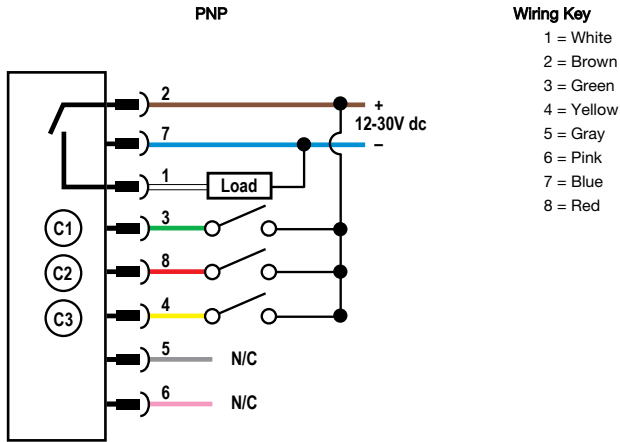 PNP
2
+
12-30V dc
7
–
1
Load
C1
3
C2
8
C3
4
5
N/C
6
N/C
Wiring Key
1 = White
2 = Brown
3 = Green
4 = Yellow
5 = Gray
6 = Pink
7 = Blue
8 = Red